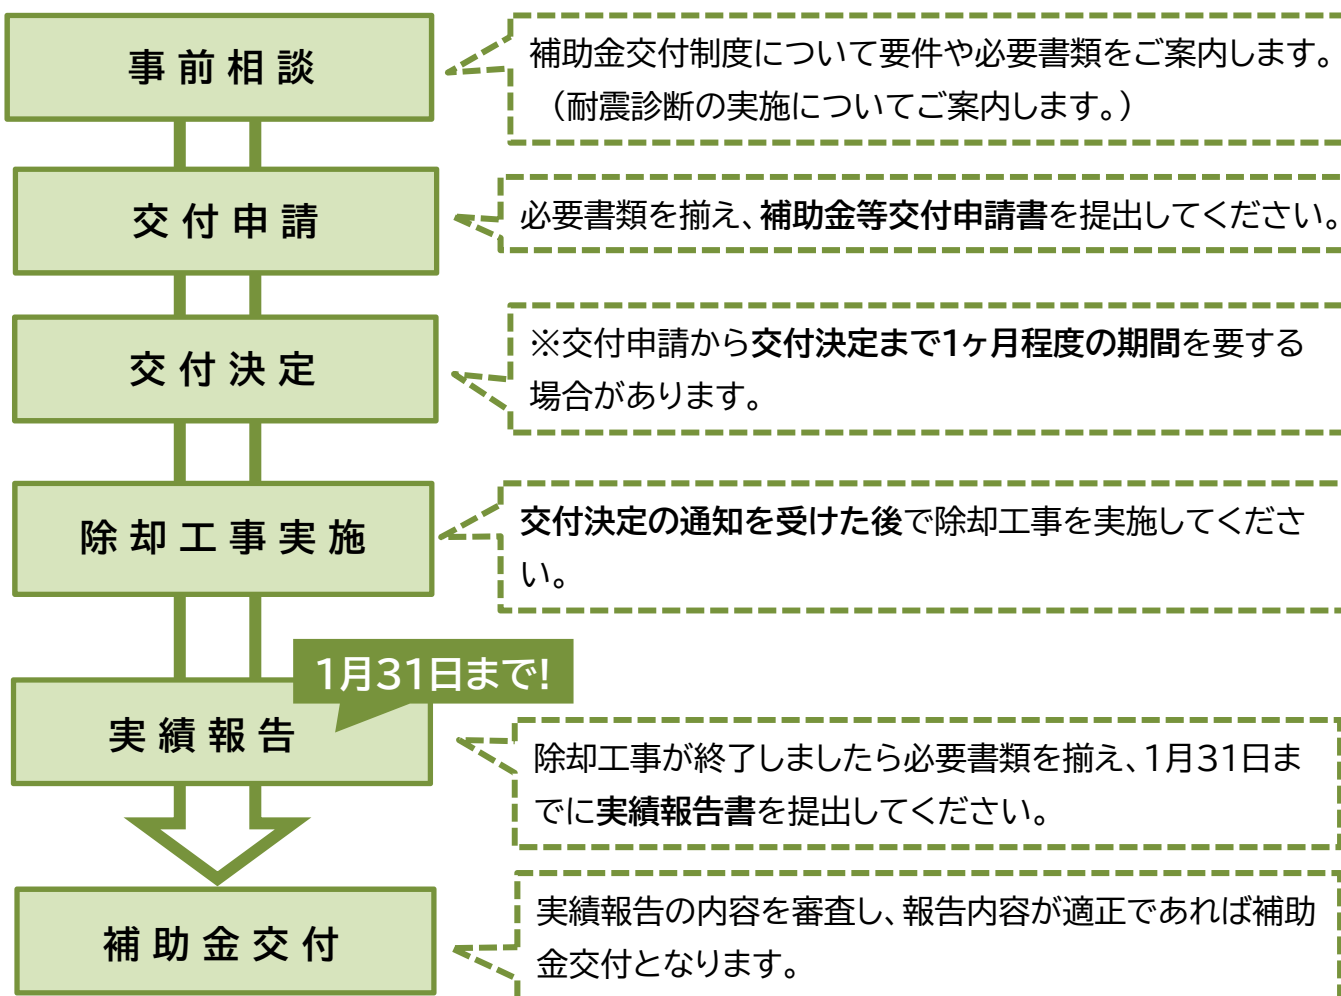 事前相談
補助金交付制度について要件や必要書類をご案内します。
（耐震診断の実施についてご案内します。）
交付申請
必要書類を揃え、補助金等交付申請書を提出してください。
交付決定
※交付申請から交付決定まで1ヶ月程度の期間を要する
場合があります。
除却工事実施
交付決定の通知を受けた後で除却工事を実施してくださ
い。
1月31日まで!
実績報告
除却工事が終了しましたら必要書類を揃え、1月31日ま
でに実績報告書を提出してください。
補助金交付
実績報告の内容を審査し、報告内容が適正であれば補助
金交付となります。